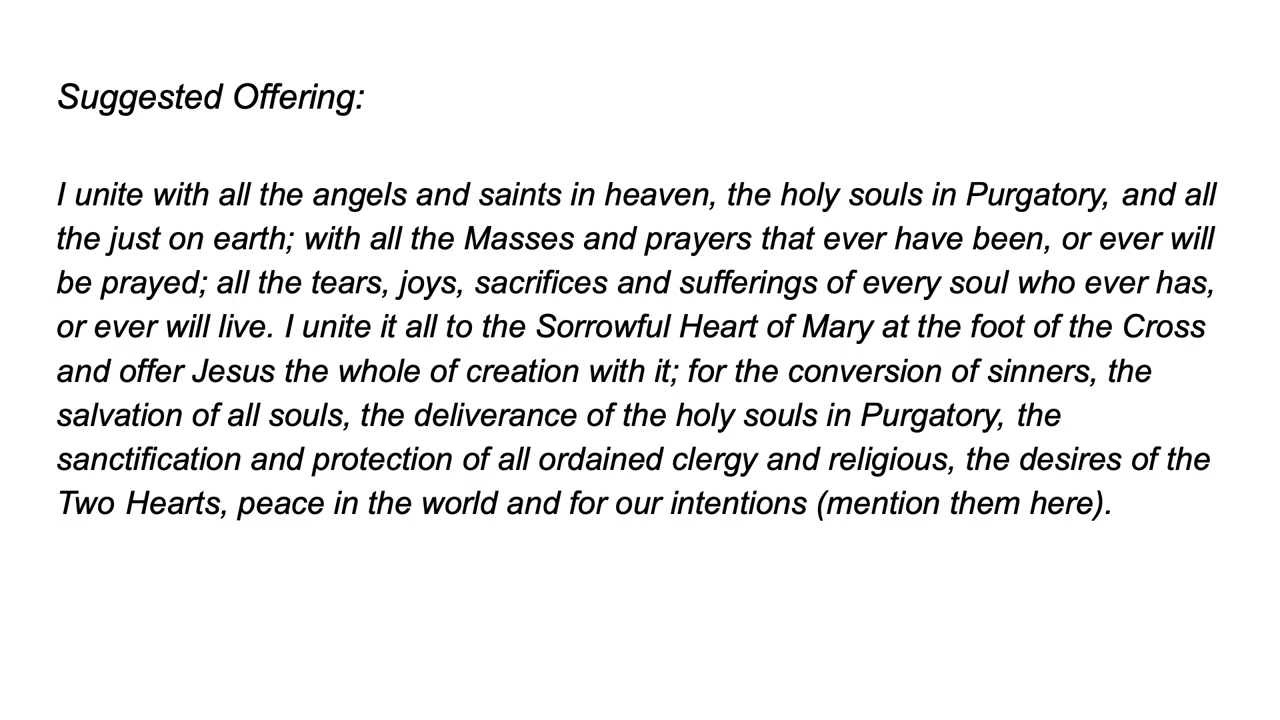 Suggested Offering:
I unite with all the angels and saints in heaven, the holy souls in Purgatory, and all
the just on earth; with all the Masses and prayers that ever have been, or ever will
be prayed; all the tears, joys, sacrifices and sufferings of every soul who ever has,
or ever will live. I unite it all to the Sorrowful Heart of Mary at the foot of the Cross
and offer Jesus the whole of creation with it; for the conversion of sinners, the
salvation of all souls, the deliverance of the holy souls in Purgatory, the
sanctification and protection of all ordained clergy and religious, the desires of the
Two Hearts, peace in the world and for our intentions (mention them here).